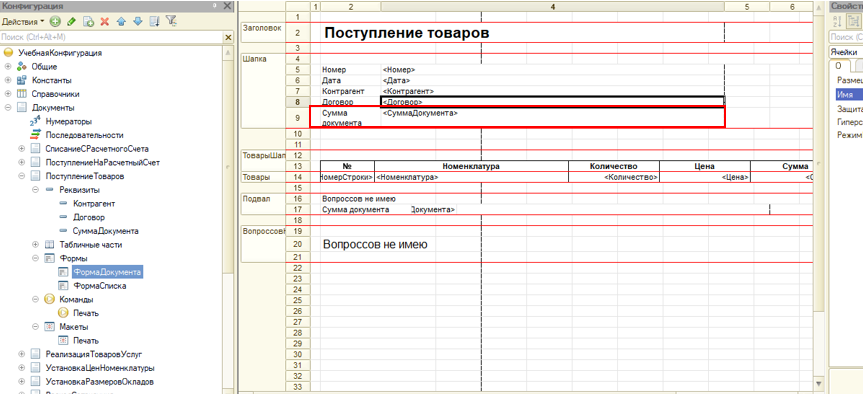 Конфигурация
Действия
Поиск (Ctrl+Alt+M)
УчебнаяКонфигурация
Общие
Константы
Справочники
Документы
Нумераторы
Последовательности
СписаниеСРасчетногоСчета
ПоступлениеНаРасчетныйСчет
ПоступлениеТоваров
Реквизиты
Контрагент
Договор
СуммаДокумента
Табличные части
Формы
ФормаДокумента
ФормаСписка
Команды
Печать
Макеты
Печать
РеализацияТоваровУслуг
УстановкаЦенНоменклатуры
УстановкаРазмеровОкладов
1 2 4 5 6
1
Заголовок 2 Поступление товаров
3
Шапка 4
5 Номер <Номер>
6 Дата <Дата>
7 Контрагент <Контрагент>
8 Договор <Договор>
9 Сумма документа <СуммаДокумента>
10
11
ТоварыШап 12
13 № Номенклатура Количество Цена Сумма
Товары 14 НомерСтроки> <Номенклатура> <Количество> <Цена> <С
15
Подвал 16 Вопроссов не имею
17 Сумма документа Документа>
18
ВопроссовН 19
20 Вопроссов не имею
21
22
23
24
25
26
27
28
29
30
31
32
33
Свойст
Поиск (C
Ячейки
О
Размещ
Имя
Защита
Гиперс
Режим